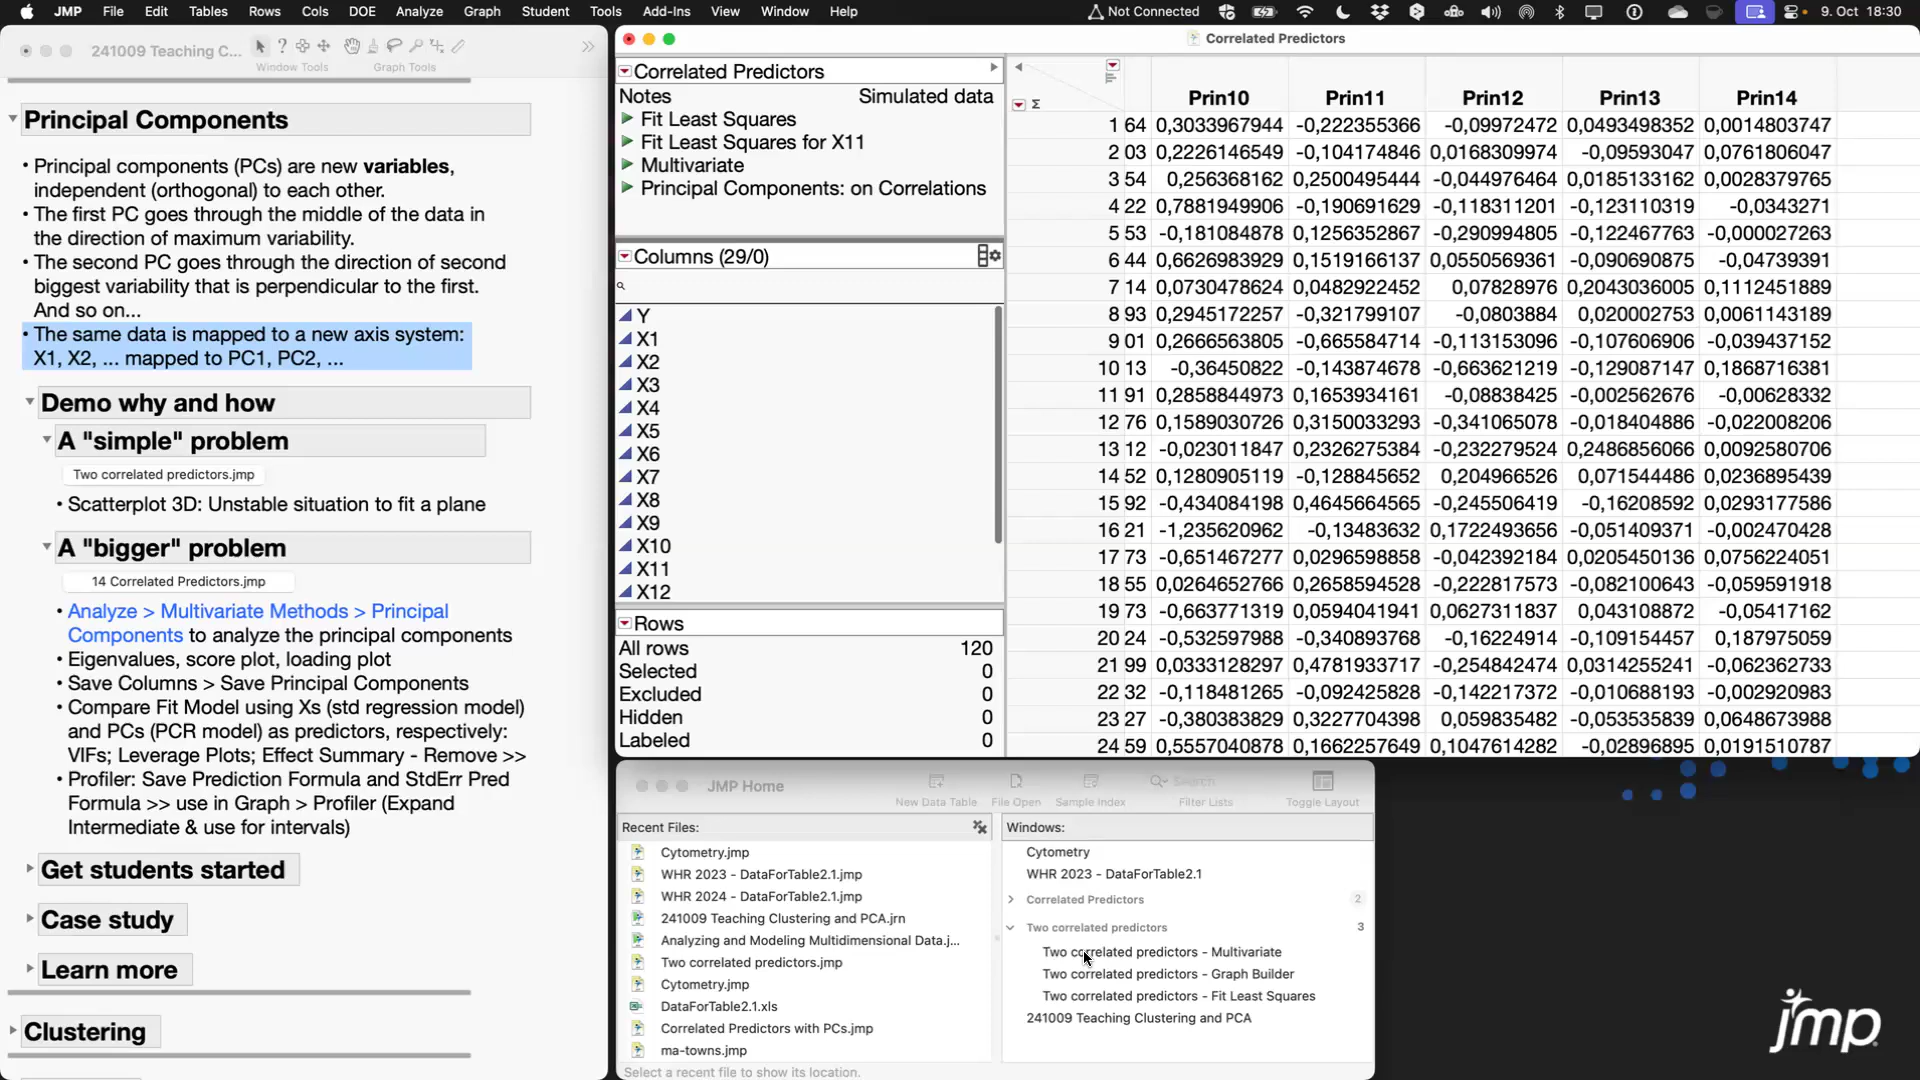 JMP File Edit Tables Rows Cols DOE Analyze Graph Student Tools Add-Ins View Window Help Not Connected 9. Oct 18:30
241009 Teaching C...
Window Tools
Graph Tools
Principal Components
• Principal components (PCs) are new variables,
independent (orthogonal) to each other.
• The first PC goes through the middle of the data in
the direction of maximum variability.
• The second PC goes through the direction of second
biggest variability that is perpendicular to the first.
And so on...
• The same data is mapped to a new axis system:
X1, X2, ... mapped to PC1, PC2, ...
Demo why and how
A "simple" problem
Two correlated predictors.jmp
• Scatterplot 3D: Unstable situation to fit a plane
A "bigger" problem
14 Correlated Predictors.jmp
• Analyze > Multivariate Methods > Principal
Components to analyze the principal components
• Eigenvalues, score plot, loading plot
• Save Columns > Save Principal Components
• Compare Fit Model using Xs (std regression model)
and PCs (PCR model) as predictors, respectively:
VIFs; Leverage Plots; Effect Summary - Remove >>
• Profiler: Save Prediction Formula and StdErr Pred
Formula >> use in Graph > Profiler (Expand
Intermediate & use for intervals)
Get students started
Case study
Learn more
Clustering
Correlated Predictors
Correlated Predictors
Notes Simulated data
Fit Least Squares
Fit Least Squares for X11
Multivariate
Principal Components: on Correlations
Columns (29/0)
Y
X1
X2
X3
X4
X5
X6
X7
X8
X9
X10
X11
X12
Rows
All rows 120
Selected 0
Excluded 0
Hidden 0
Labeled 0
Σ Prin10 Prin11 Prin12 Prin13 Prin14
1 64 0,3033967944 -0,222355366 -0,09972472 0,0493498352 0,0014803747
2 03 0,2226146549 -0,104174846 0,0168309974 -0,09593047 0,0761806047
3 54 0,256368162 0,2500495444 -0,044976464 0,0185133162 0,0028379765
4 22 0,7881949906 -0,190691629 -0,118311201 -0,123110319 -0,0343271
5 53 -0,181084878 0,1256352867 -0,290994805 -0,122467763 -0,000027263
6 44 0,6626983929 0,1519166137 0,0550569361 -0,090690875 -0,04739391
7 14 0,0730478624 0,0482922452 0,07828976 0,2043036005 0,1112451889
8 93 0,2945172257 -0,321799107 -0,0803884 0,020002753 0,0061143189
9 01 0,2666563805 -0,665584714 -0,113153096 -0,107606906 -0,039437152
10 13 -0,36450822 -0,143874678 -0,663621219 -0,129087147 0,1868716381
11 91 0,2858844973 0,1653934161 -0,08838425 -0,002562676 -0,00628332
12 76 0,1589030726 0,3150033293 -0,341065078 -0,018404886 -0,022008206
13 12 -0,023011847 0,2326275384 -0,232279524 0,2486856066 0,0092580706
14 52 0,1280905119 -0,128845652 0,204966526 0,071544486 0,0236895439
15 92 -0,434084198 0,4645664565 -0,245506419 -0,16208592 0,0293177586
16 21 -1,235620962 -0,13483632 0,1722493656 -0,051409371 -0,002470428
17 73 -0,651467277 0,0296598858 -0,042392184 0,0205450136 0,0756224051
18 55 0,0264652766 0,2658594528 -0,222817573 -0,082100643 -0,059591918
19 73 -0,663771319 0,0594041941 0,0627311837 0,043108872 -0,05417162
20 24 -0,532597988 -0,340893768 -0,16224914 -0,109154457 0,187975059
21 99 0,0333128297 0,4781933717 -0,254842474 0,0314255241 -0,062362733
22 32 -0,118481265 -0,092425828 -0,142217372 -0,010688193 -0,002920983
23 27 -0,380383829 0,3227704398 0,059835482 -0,053535839 0,0648673988
24 59 0,5557040878 0,1662257649 0,1047614282 -0,02896895 0,0191510787
JMP Home
New Data Table
File Open
Sample Index
Search
Filter Lists
Toggle Layout
Recent Files:
Cytometry.jmp
WHR 2023 - DataForTable2.1.jmp
WHR 2024 - DataForTable2.1.jmp
241009 Teaching Clustering and PCA.jrn
Analyzing and Modeling Multidimensional Data.j...
Two correlated predictors.jmp
Cytometry.jmp
DataForTable2.1.xls
Correlated Predictors with PCs.jmp
ma-towns.jmp
Select a recent file to show its location.
Windows:
Cytometry
WHR 2023 - DataForTable2.1
Correlated Predictors 2
Two correlated predictors 3
Two correlated predictors - Multivariate
Two correlated predictors - Graph Builder
Two correlated predictors - Fit Least Squares
241009 Teaching Clustering and PCA
jmp